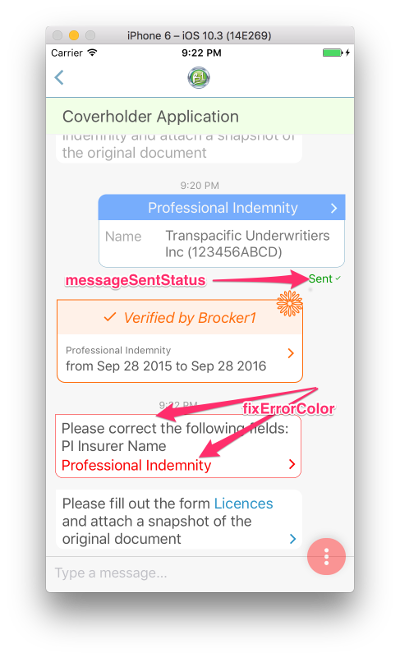 iPhone 6 – iOS 10.3 (14E269)
Carrier 9:22 PM
Coverholder Application
Indemnity and attach a snapshot of
the original document
9:20 PM
Professional Indemnity
Name Transpacific Underwritiers
Inc (123456ABCD)
messageSentStatus Sent
Verified by Brocker1
Professional Indemnity
from Sep 28 2015 to Sep 28 2016
9:22 PM
fixErrorColor
Please correct the following fields:
PI Insurer Name
Professional Indemnity
Please fill out the form Licences
and attach a snapshot of the
original document
Type a message...